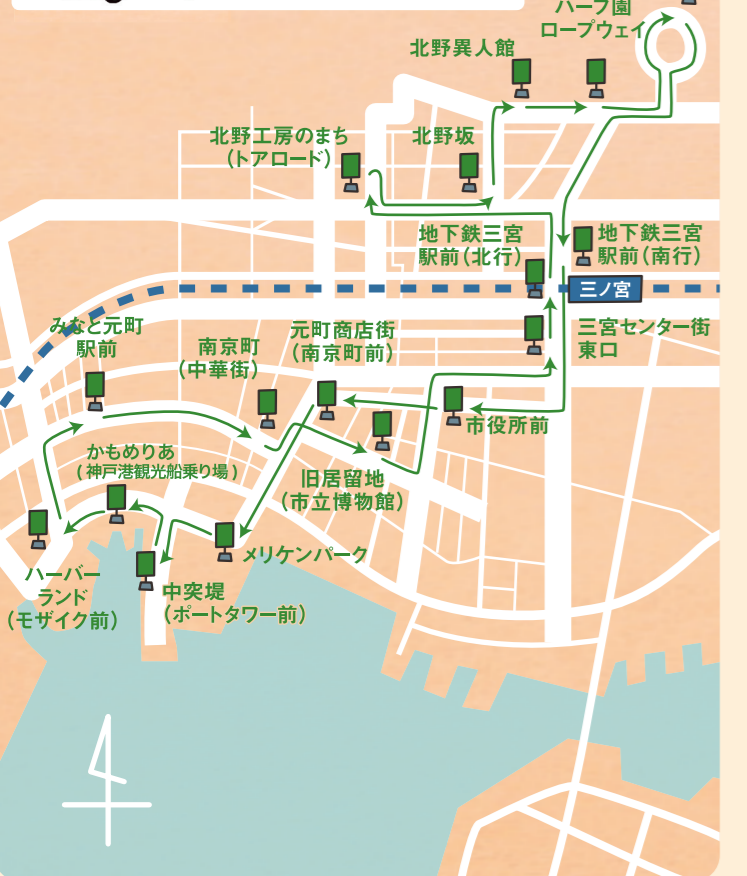 ハーブ園
ロープウェイ
北野異人館
北野工房のまち
(トアロード)
北野坂
地下鉄三宮
駅前(北行)
地下鉄三宮
駅前(南行)
三ノ宮
みなと元町
駅前
南京町
(中華街)
元町商店街
(南京町前)
三宮センター街
東口
市役所前
かもめりあ
(神戸港観光船乗り場)
旧居留地
(市立博物館)
メリケンパーク
ハーバー
ランド
(モザイク前)
中突堤
(ポートタワー前)